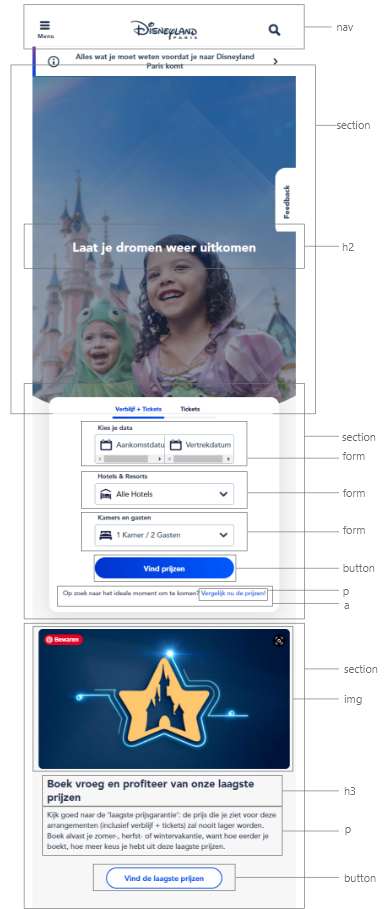 Menu
Disneyland
PARIS
nav
Alles wat je moet weten voordat je naar Disneyland
Paris komt
section
Feedback
Laat je dromen weer uitkomen
h2
Verblijf + Tickets
Tickets
Kies je data
section
Aankomstdatu
Vertrekdatum
form
Hotels & Resorts
Alle Hotels
form
Kamers en gasten
1 Kamer / 2 Gasten
form
Vind prijzen
button
Op zoek naar het ideale moment om te komen? Vergelijk nu de prijzen!
p
a
Bewaren
section
img
Boek vroeg en profiteer van onze laagste
prijzen
h3
Kijk goed naar de 'laagste prijsgarantie': de prijs die je ziet voor deze
arrangementen (inclusief verblijf + tickets) zal nooit lager worden.
Boek alvast je zomer-, herfst- of wintervakantie, want hoe eerder je
boekt, hoe meer keus je hebt uit deze laagste prijzen.
p
Vind de laagste prijzen
button